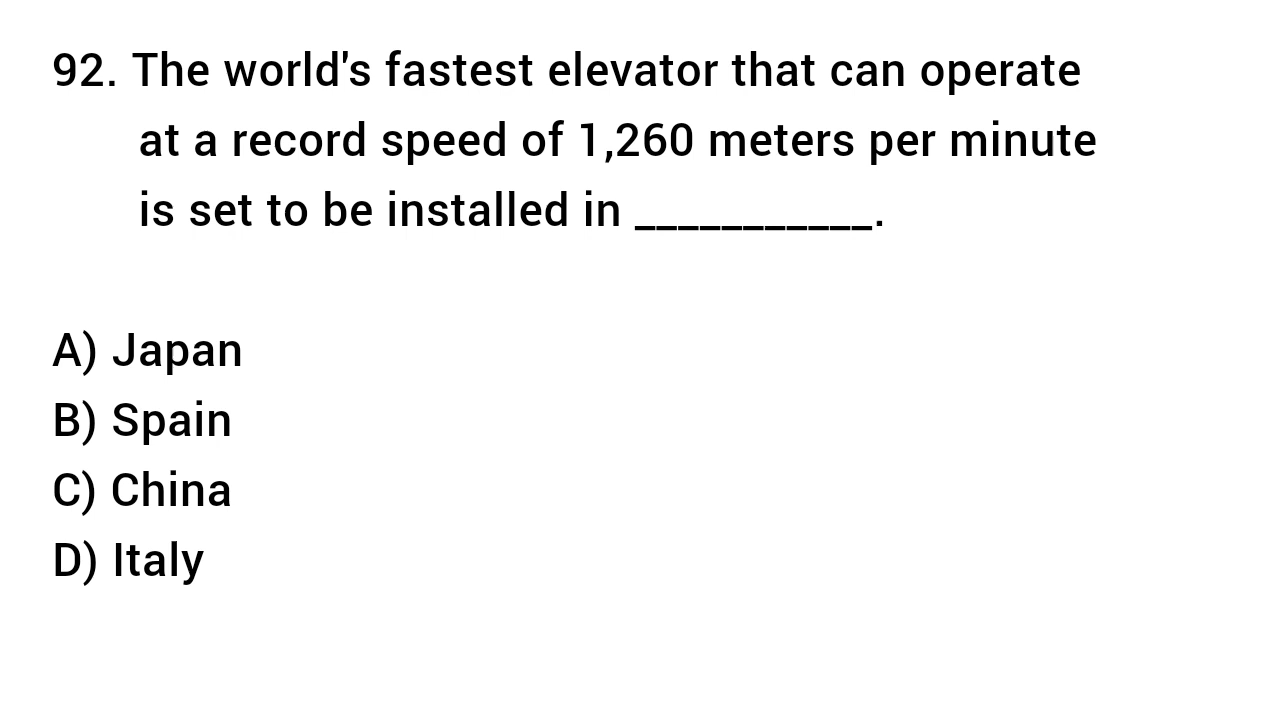 92. The world's fastest elevator that can operate
at a record speed of 1,260 meters per minute
is set to be installed in ___________.
A) Japan
B) Spain
C) China
D) Italy